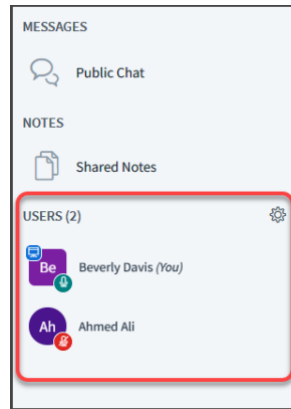 MESSAGES
Public Chat
NOTES
Shared Notes
USERS (2)
Be
Beverly Davis (You)
Ah
Ahmed Ali